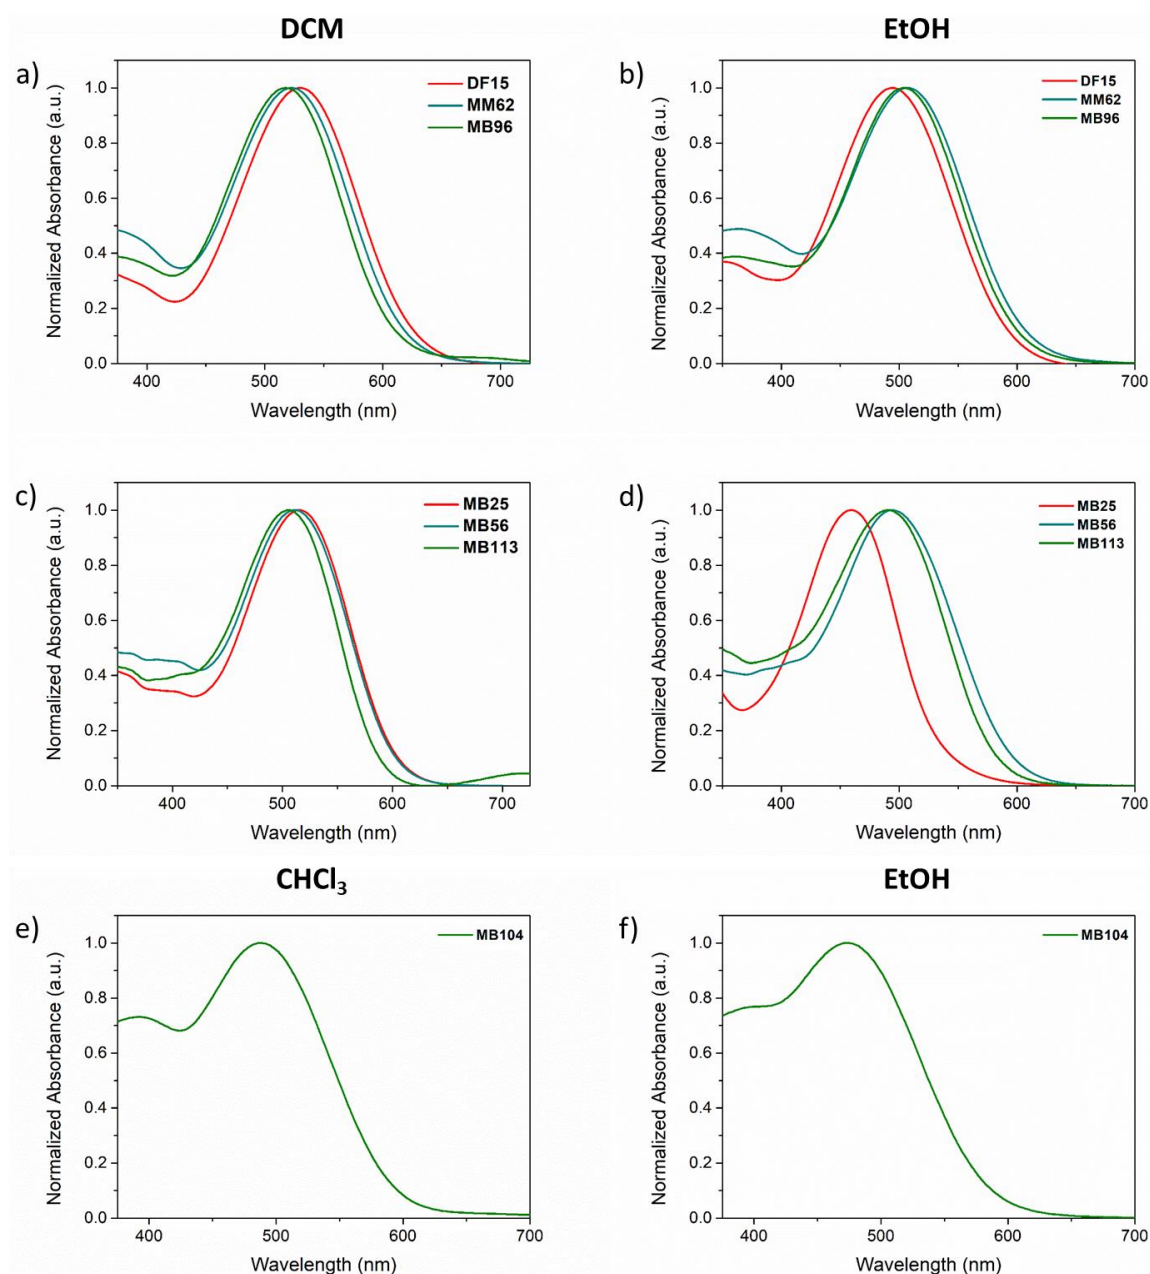 DCM
EtOH
a)
DF15
MM62
MB96
1.0
0.8
0.6
0.4
0.2
0.0
Normalized Absorbance (a.u.)
400
500
600
700
Wavelength (nm)
b)
DF15
MM62
MB96
1.0
0.8
0.6
0.4
0.2
0.0
Normalized Absorbance (a.u.)
400
500
600
700
Wavelength (nm)
c)
MB25
MB56
MB113
1.0
0.8
0.6
0.4
0.2
0.0
Normalized Absorbance (a.u.)
400
500
600
700
Wavelength (nm)
d)
MB25
MB56
MB113
1.0
0.8
0.6
0.4
0.2
0.0
Normalized Absorbance (a.u.)
400
500
600
700
Wavelength (nm)
CHCl₃
EtOH
e)
MB104
1.0
0.8
0.6
0.4
0.2
0.0
Normalized Absorbance (a.u.)
400
500
600
700
Wavelength (nm)
f)
MB104
1.0
0.8
0.6
0.4
0.2
0.0
Normalized Absorbance (a.u.)
400
500
600
700
Wavelength (nm)